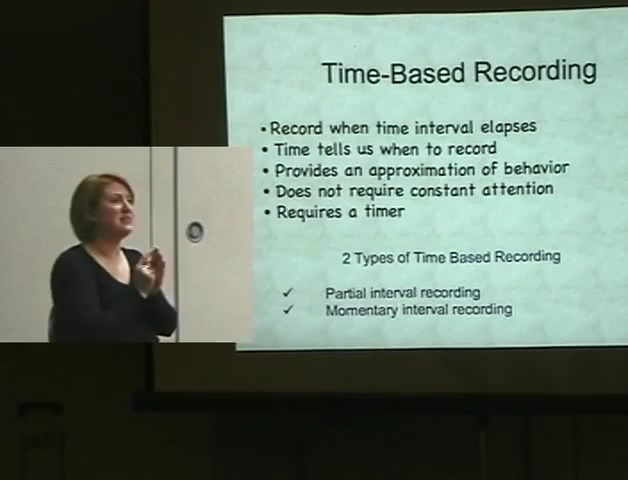 Time-Based Recording
• Record when time interval elapses
• Time tells us when to record
• Provides an approximation of behavior
• Does not require constant attention
• Requires a timer
2 Types of Time Based Recording
✓ Partial interval recording
✓ Momentary interval recording